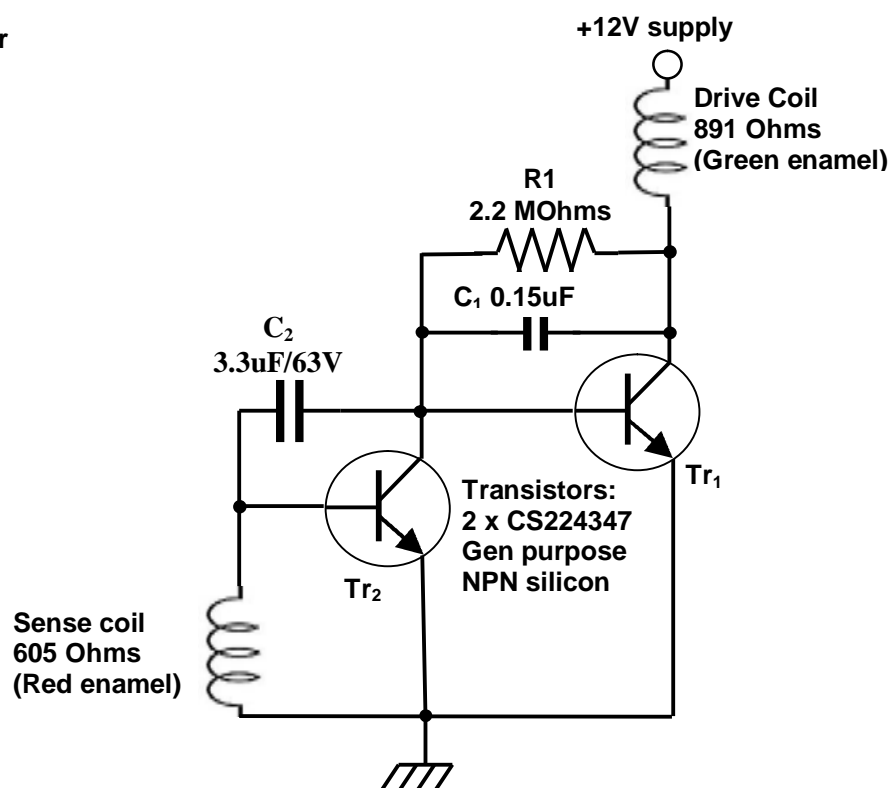 r
+12V supply
Drive Coil
891 Ohms
(Green enamel)
R1
2.2 MOhms
C₁ 0.15uF
C₂
3.3uF/63V
Tr₁
Transistors:
2 x CS224347
Gen purpose
NPN silicon
Tr₂
Sense coil
605 Ohms
(Red enamel)